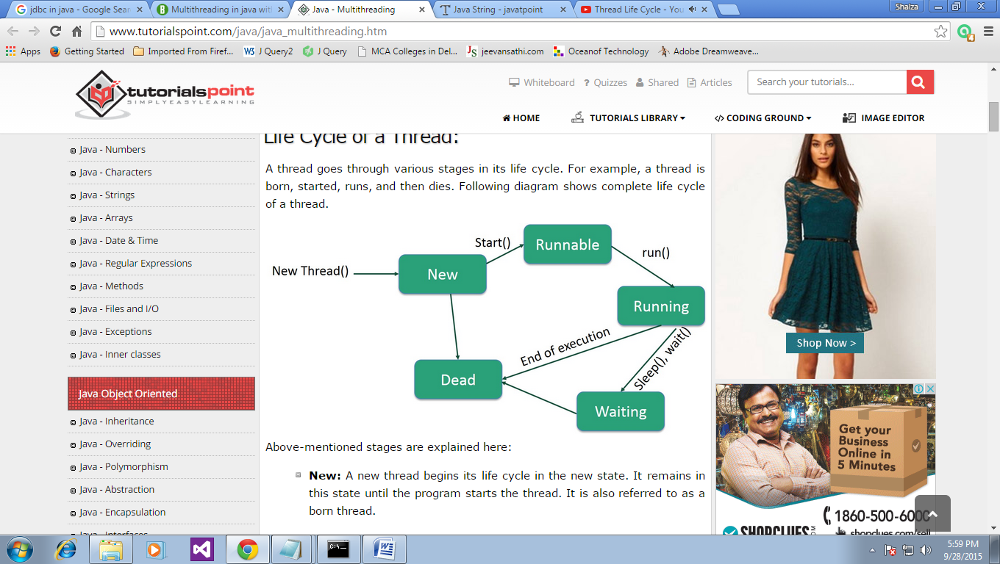 jdbc in java - Google Sear
Multithreading in java with
Java - Multithreading
Java String - javatpoint
Thread Life Cycle - You
Shalza
www.tutorialspoint.com/java/java_multithreading.htm
4
Apps
Getting Started
Imported From Firef...
W3 J Query2
J Query
MCA Colleges in Del...
JS jeevansathi.com
Oceanof Technology
Adobe Dreamweave...
tutorialspoint
SIMPLYEASYLEARNING
Whiteboard
? Quizzes
Shared
Articles
Search your tutorials...
HOME
TUTORIALS LIBRARY
</> CODING GROUND
IMAGE EDITOR
Java - Numbers
Java - Characters
Java - Strings
Java - Arrays
Java - Date & Time
Java - Regular Expressions
Java - Methods
Java - Files and I/O
Java - Exceptions
Java - Inner classes
Java Object Oriented
Java - Inheritance
Java - Overriding
Java - Polymorphism
Java - Abstraction
Java - Encapsulation
Java - Interfaces
Life Cycle of a Thread:
A thread goes through various stages in its life cycle. For example, a thread is
born, started, runs, and then dies. Following diagram shows complete life cycle
of a thread.
New Thread()
New
Start()
Runnable
run()
Running
End of execution
Sleep(), wait()
Dead
Waiting
Above-mentioned stages are explained here:
New: A new thread begins its life cycle in the new state. It remains in
this state until the program starts the thread. It is also referred to as a
born thread.
Shop Now >
Get your
Business
Online in
5 Minutes
1860-500-6000
SHOPCLUES.COM
shopclues.com/sell
C:\_
5:59 PM
9/28/2015